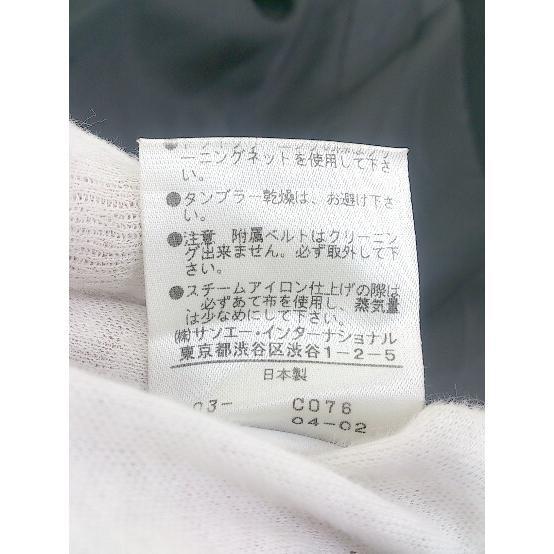 ーニングネットを使用して下さ
い。
●タンブラー乾燥は、お避け下さ
い。
●注意 附属ベルトはクリーニン
グ出来ません。必ず取外して下
さい。
●スチームアイロン仕上げの際は
必ずあて布を使用し、蒸気量
は少なめにして下さい。
(株)サンエー・インターナショナル
東京都渋谷区渋谷1-2-5
日本製
03- C076
04-02